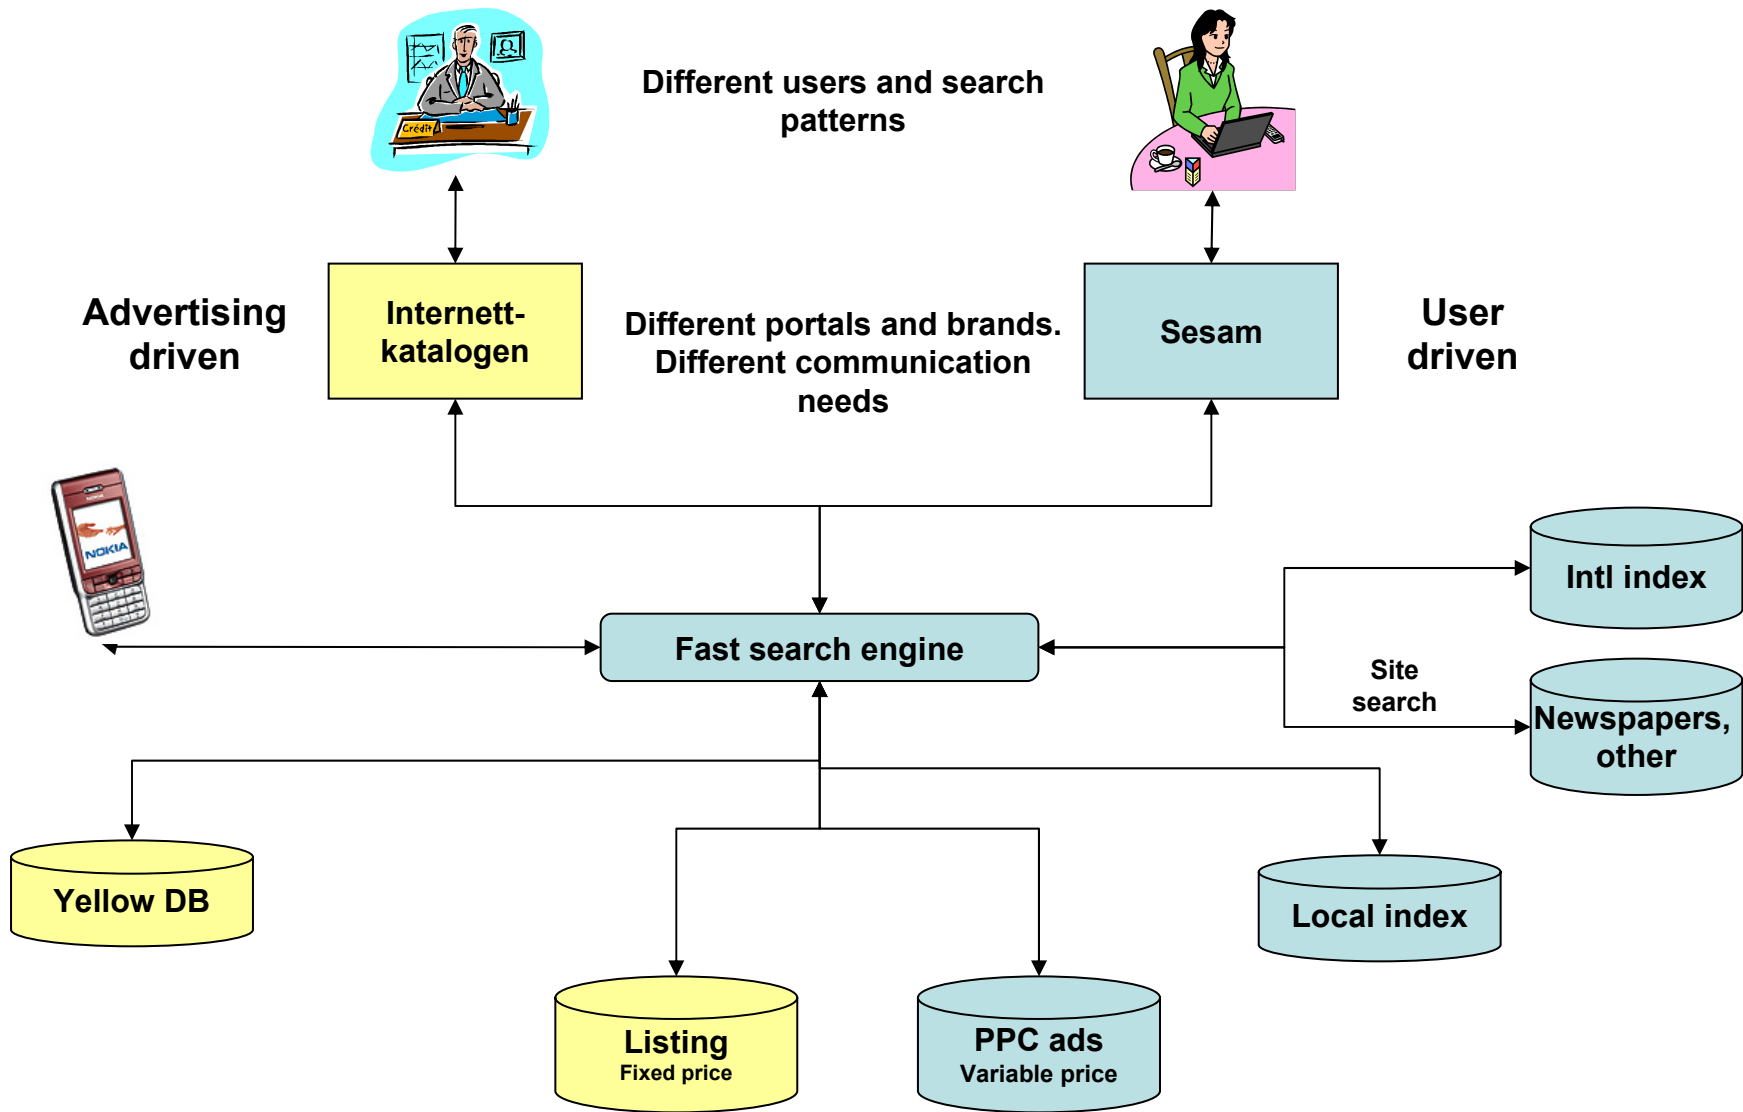 Crédit
Different users and search
patterns
Advertising
driven
Internett-
katalogen
Different portals and brands.
Different communication
needs
Sesam
User
driven
NOKIA
Intl index
Fast search engine
Site
search
Newspapers,
other
Yellow DB
Local index
Listing
Fixed price
PPC ads
Variable price